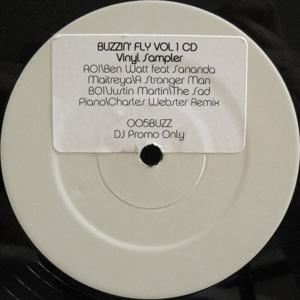 BUZZIN' FLY VOL 1 CD
Vinyl Sampler
A01\Ben Watt feat Sananda
Maitreya\A Stronger Man
B01\Justin Martin\The Sad
Piano\Charles Webster Remix
005BUZZ
DJ Promo Only